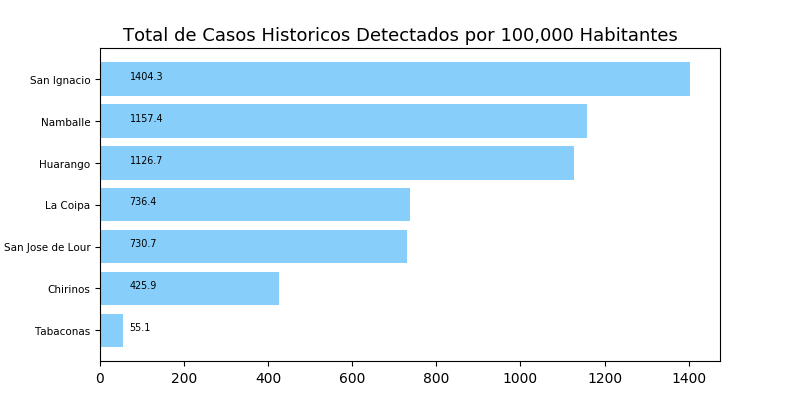 Total de Casos Historicos Detectados por 100,000 Habitantes
San Ignacio 1404.3
Namballe 1157.4
Huarango 1126.7
La Coipa 736.4
San Jose de Lour 730.7
Chirinos 425.9
Tabaconas 55.1
0 200 400 600 800 1000 1200 1400